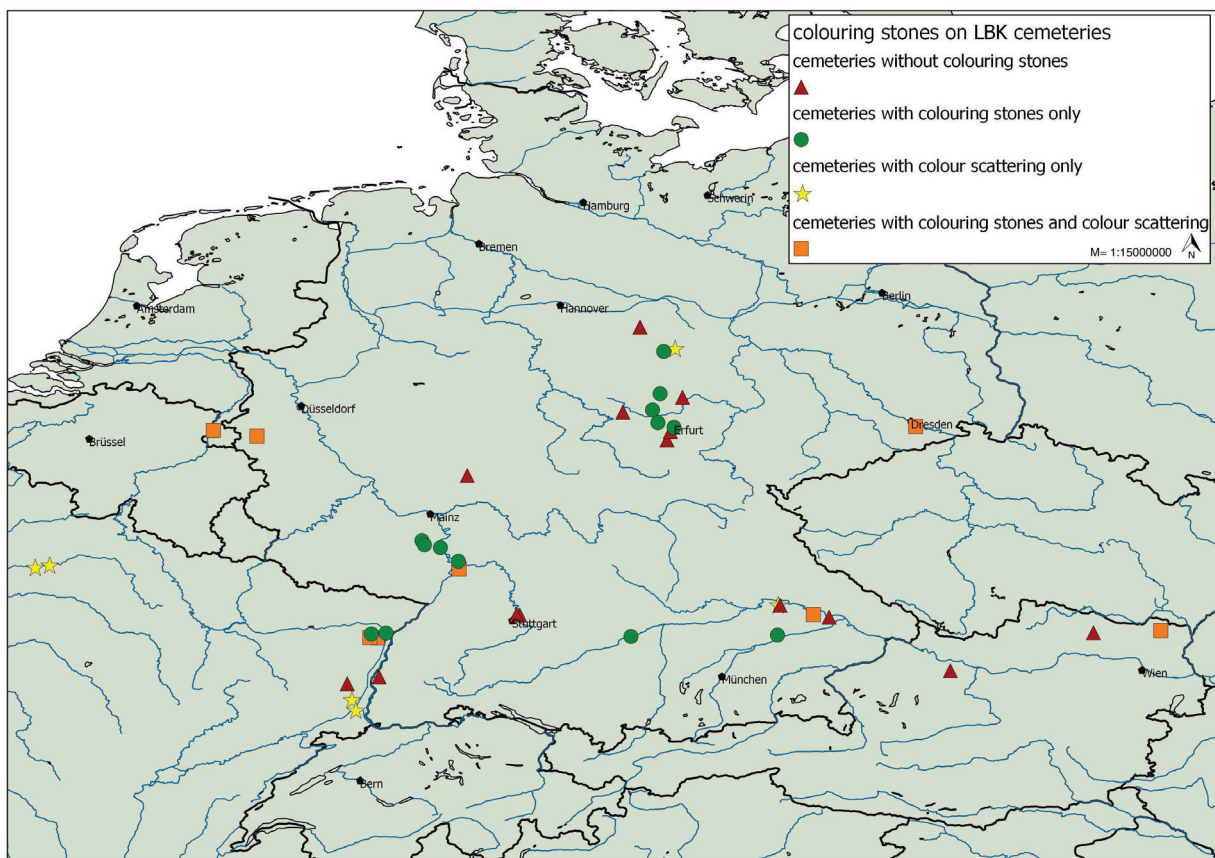 colouring stones on LBK cemeteries
cemeteries without colouring stones
cemeteries with colouring stones only
cemeteries with colour scattering only
cemeteries with colouring stones and colour scattering
M= 1:15000000
N
Hamburg
Schwerin
Bremen
Berlin
Amsterdam
Hannover
Düsseldorf
Dresden
Brüssel
Erfurt
Mainz
Stuttgart
München
Wien
Bern